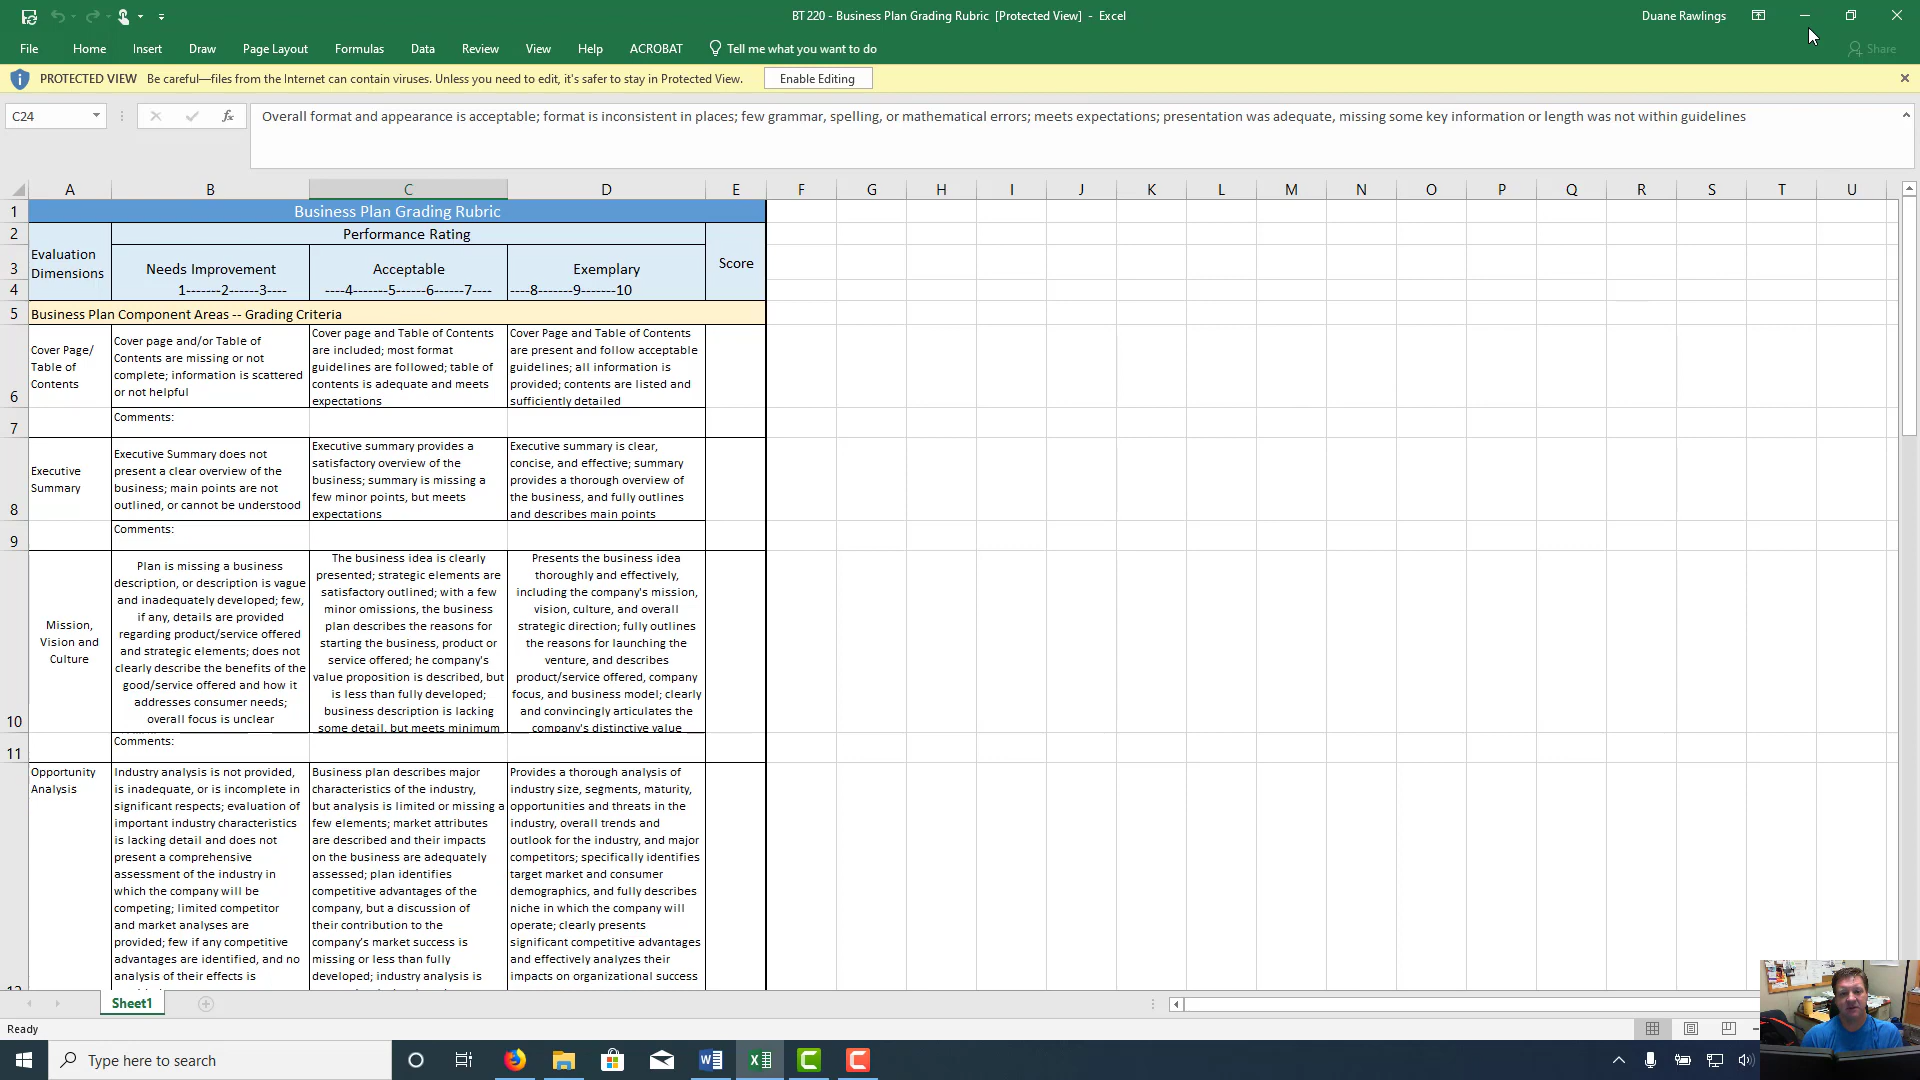 BT 220 - Business Plan Grading Rubric [Protected View] - Excel
Duane Rawlings
File Home Insert Draw Page Layout Formulas Data Review View Help ACROBAT Tell me what you want to do Share
PROTECTED VIEW Be careful—files from the Internet can contain viruses. Unless you need to edit, it's safer to stay in Protected View. Enable Editing
C24 fx Overall format and appearance is acceptable; format is inconsistent in places; few grammar, spelling, or mathematical errors; meets expectations; presentation was adequate, missing some key information or length was not within guidelines
A B C D E F G H I J K L M N O P Q R S T U
1 Business Plan Grading Rubric
2 Performance Rating
Evaluation
Dimensions
3 Needs Improvement Acceptable Exemplary
Score
4 1-------2------3---- ----4-------5------6------7---- ----8-------9-------10
5 Business Plan Component Areas -- Grading Criteria
6
Cover Page/
Table of
Contents
Cover page and/or Table of
Contents are missing or not
complete; information is scattered
or not helpful
Cover page and Table of Contents
are included; most format
guidelines are followed; table of
contents is adequate and meets
expectations
Cover Page and Table of Contents
are present and follow acceptable
guidelines; all information is
provided; contents are listed and
sufficiently detailed
7 Comments:
8
Executive
Summary
Executive Summary does not
present a clear overview of the
business; main points are not
outlined, or cannot be understood
Executive summary provides a
satisfactory overview of the
business; summary is missing a
few minor points, but meets
expectations
Executive summary is clear,
concise, and effective; summary
provides a thorough overview of
the business, and fully outlines
and describes main points
9 Comments:
10
Mission,
Vision and
Culture
Plan is missing a business
description, or description is vague
and inadequately developed; few,
if any, details are provided
regarding product/service offered
and strategic elements; does not
clearly describe the benefits of the
good/service offered and how it
addresses consumer needs;
overall focus is unclear
The business idea is clearly
presented; strategic elements are
satisfactory outlined; with a few
minor omissions, the business
plan describes the reasons for
starting the business, product or
service offered; he company's
value proposition is described, but
is less than fully developed;
business description is lacking
some detail, but meets minimum
Presents the business idea
thoroughly and effectively,
including the company's mission,
vision, culture, and overall
strategic direction; fully outlines
the reasons for launching the
venture, and describes
product/service offered, company
focus, and business model; clearly
and convincingly articulates the
company's distinctive value
11 Comments:
Opportunity
Analysis
Industry analysis is not provided,
is inadequate, or is incomplete in
significant respects; evaluation of
important industry characteristics
is lacking detail and does not
present a comprehensive
assessment of the industry in
which the company will be
competing; limited competitor
and market analyses are
provided; few if any competitive
advantages are identified, and no
analysis of their effects is
Business plan describes major
characteristics of the industry,
but analysis is limited or missing a
few elements; market attributes
are described and their impacts
on the business are adequately
assessed; plan identifies
competitive advantages of the
company, but a discussion of
their contribution to the
company's market success is
missing or less than fully
developed; industry analysis is
Provides a thorough analysis of
industry size, segments, maturity,
opportunities and threats in the
industry, overall trends and
outlook for the industry, and major
competitors; specifically identifies
target market and consumer
demographics, and fully describes
niche in which the company will
operate; clearly presents
significant competitive advantages
and effectively analyzes their
impacts on organizational success
Sheet1
Ready
Type here to search